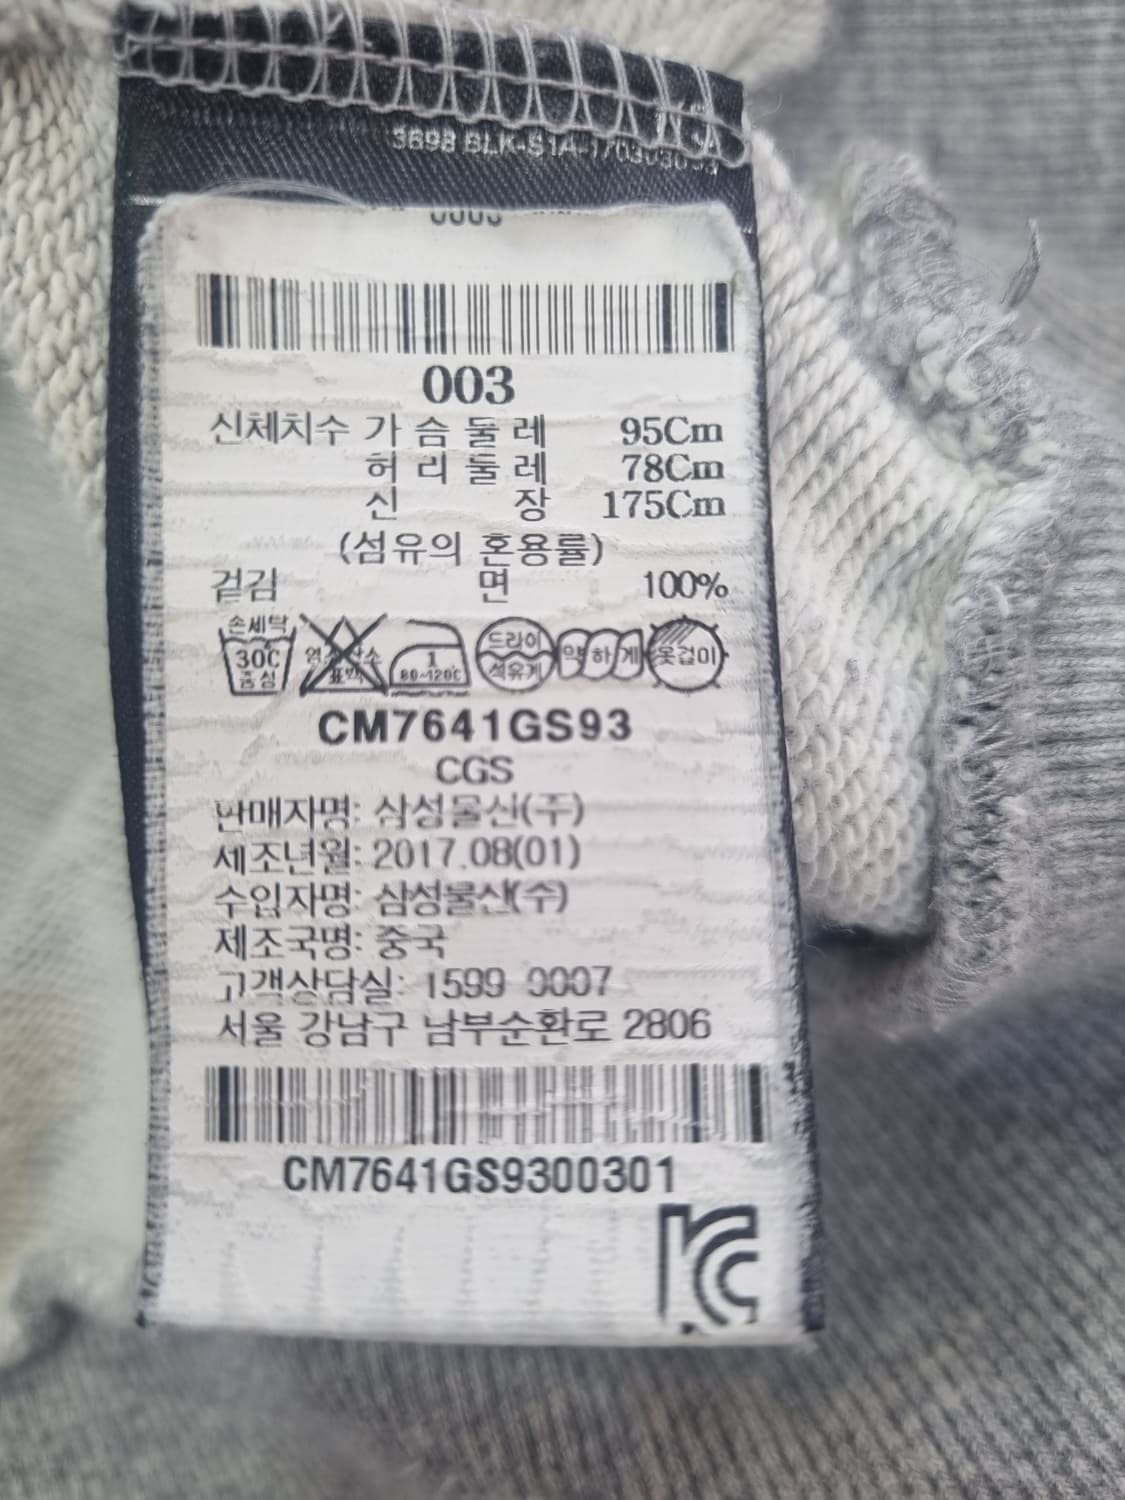 3698 BLK-S1A-
003
신체치수 가 슴 둘 레 95Cm
허 리 둘 레 78Cm
신 장 175Cm
(섬유의 혼용률)
겉감 면 100%
손세탁
30C
중성
염소
표백
1
80~120C
드라이
석유계
약하게
옷걸이
CM7641GS93
CGS
판매자명: 삼성물산(주)
제조년월: 2017.08(01)
수입자명: 삼성물산(주)
제조국명: 중국
고객상담실: 1599 0007
서울 강남구 남부순환로 2806
CM7641GS9300301